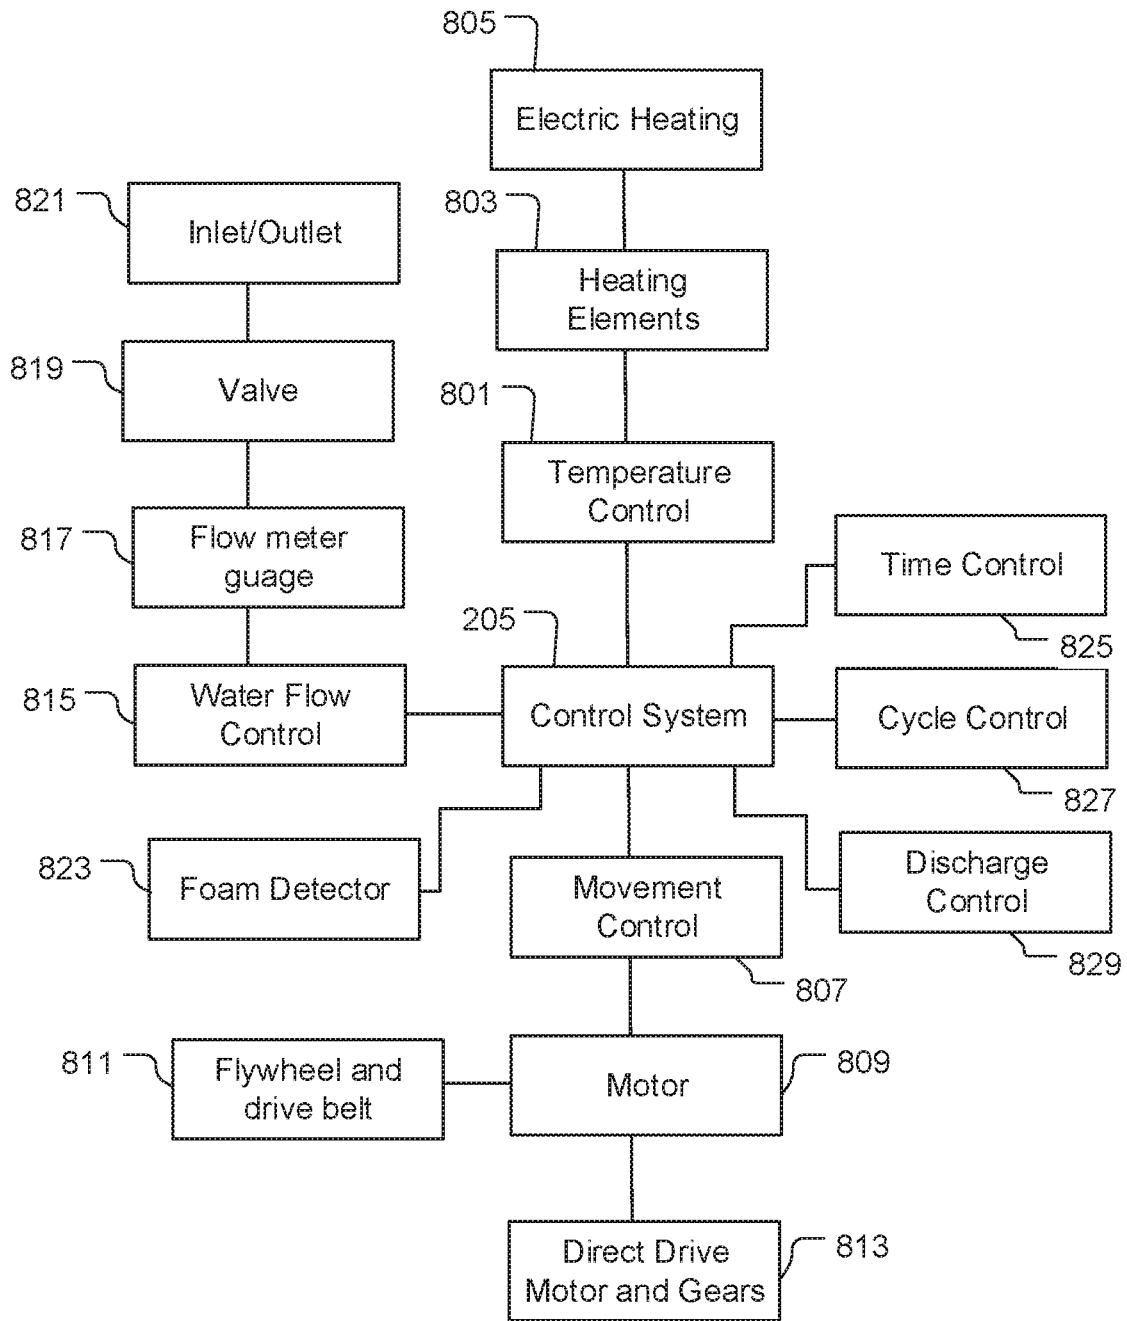 805
Electric Heating
821
Inlet/Outlet
803
Heating
Elements
819
Valve
801
Temperature
Control
817
Flow meter
guage
Time Control
825
205
815
Water Flow
Control
Control System
Cycle Control
827
823
Foam Detector
Movement
Control
807
Discharge
Control
829
811
Flywheel and
drive belt
Motor
809
Direct Drive
Motor and Gears
813